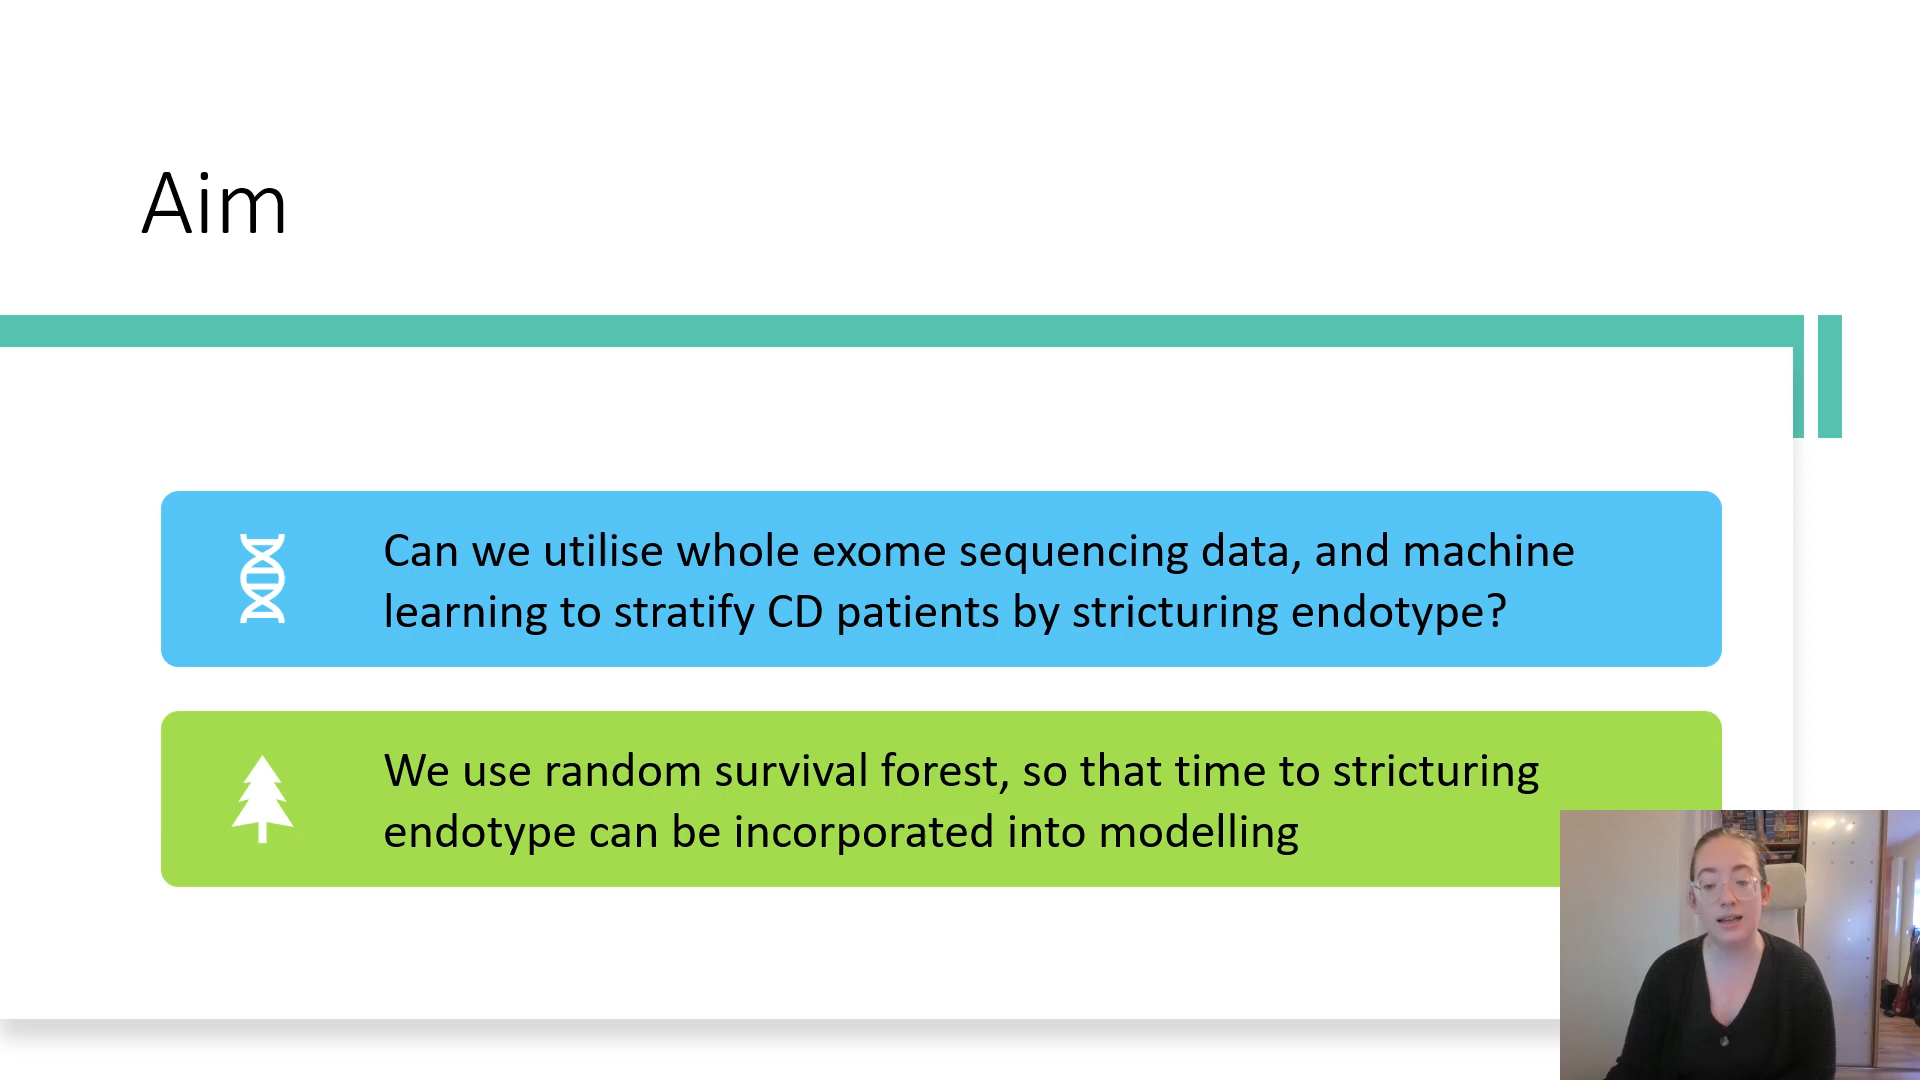 Aim
Can we utilise whole exome sequencing data, and machine
learning to stratify CD patients by stricturing endotype?
We use random survival forest, so that time to stricturing
endotype can be incorporated into modelling